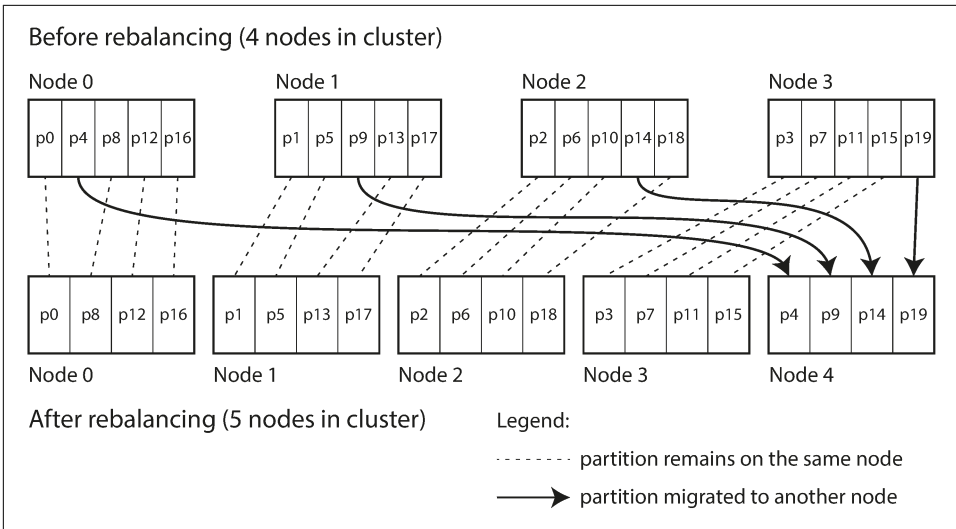 Before rebalancing (4 nodes in cluster)
Node 0 Node 1 Node 2 Node 3
p0 p4 p8 p12 p16 p1 p5 p9 p13 p17 p2 p6 p10 p14 p18 p3 p7 p11 p15 p19
p0 p8 p12 p16 p1 p5 p13 p17 p2 p6 p10 p18 p3 p7 p11 p15 p4 p9 p14 p19
Node 0 Node 1 Node 2 Node 3 Node 4
After rebalancing (5 nodes in cluster)
Legend:
partition remains on the same node
partition migrated to another node